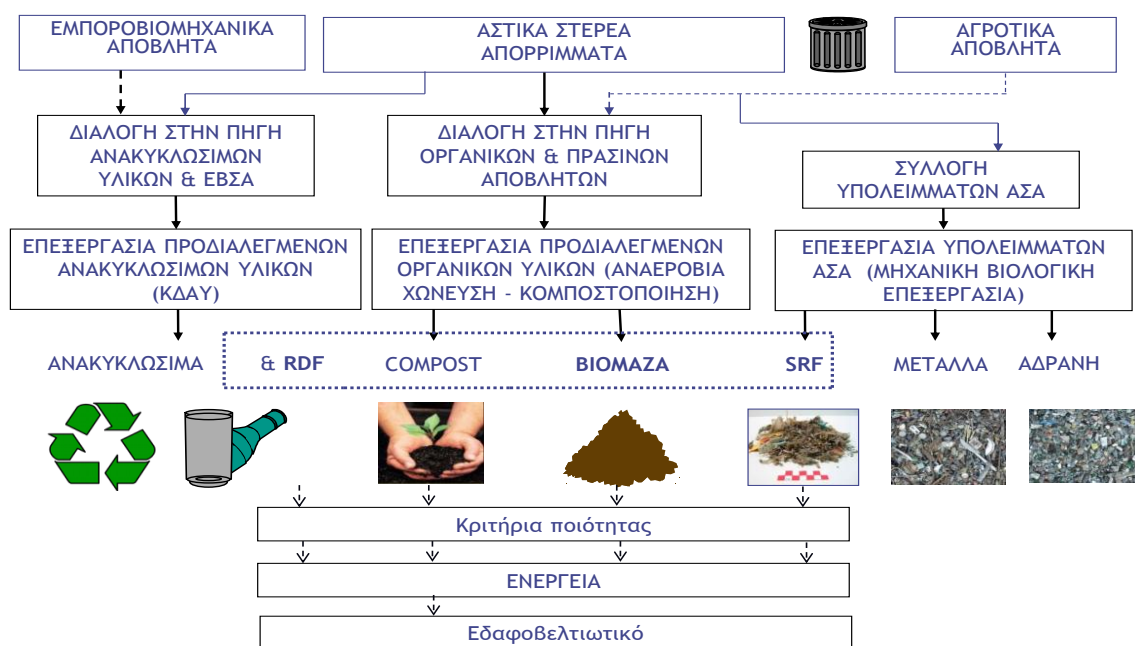 ΕΜΠΟΡΟΒΙΟΜΗΧΑΝΙΚΑ
ΑΠΟΒΛΗΤΑ
ΑΣΤΙΚΑ ΣΤΕΡΕΑ
ΑΠΟΡΡΙΜΜΑΤΑ
ΑΓΡΟΤΙΚΑ
ΑΠΟΒΛΗΤΑ
ΔΙΑΛΟΓΗ ΣΤΗΝ ΠΗΓΗ
ΑΝΑΚΥΚΛΩΣΙΜΩΝ
ΥΛΙΚΩΝ & ΕΒΣΑ
ΔΙΑΛΟΓΗ ΣΤΗΝ ΠΗΓΗ
ΟΡΓΑΝΙΚΩΝ & ΠΡΑΣΙΝΩΝ
ΑΠΟΒΛΗΤΩΝ
ΣΥΛΛΟΓΗ
ΥΠΟΛΕΙΜΜΑΤΩΝ ΑΣΑ
ΕΠΕΞΕΡΓΑΣΙΑ ΠΡΟΔΙΑΛΕΓΜΕΝΩΝ
ΑΝΑΚΥΚΛΩΣΙΜΩΝ ΥΛΙΚΩΝ
(ΚΔΑΥ)
ΕΠΕΞΕΡΓΑΣΙΑ ΠΡΟΔΙΑΛΕΓΜΕΝΩΝ
ΟΡΓΑΝΙΚΩΝ ΥΛΙΚΩΝ (ΑΝΑΕΡΟΒΙΑ
ΧΩΝΕΥΣΗ - ΚΟΜΠΟΣΤΟΠΟΙΗΣΗ)
ΕΠΕΞΕΡΓΑΣΙΑ ΥΠΟΛΕΙΜΜΑΤΩΝ
ΑΣΑ (ΜΗΧΑΝΙΚΗ ΒΙΟΛΟΓΙΚΗ
ΕΠΕΞΕΡΓΑΣΙΑ)
ΑΝΑΚΥΚΛΩΣΙΜΑ & RDF COMPOST ΒΙΟΜΑΖΑ SRF ΜΕΤΑΛΛΑ ΑΔΡΑΝΗ
Κριτήρια ποιότητας
ΕΝΕΡΓΕΙΑ
Εδαφοβελτιωτικό